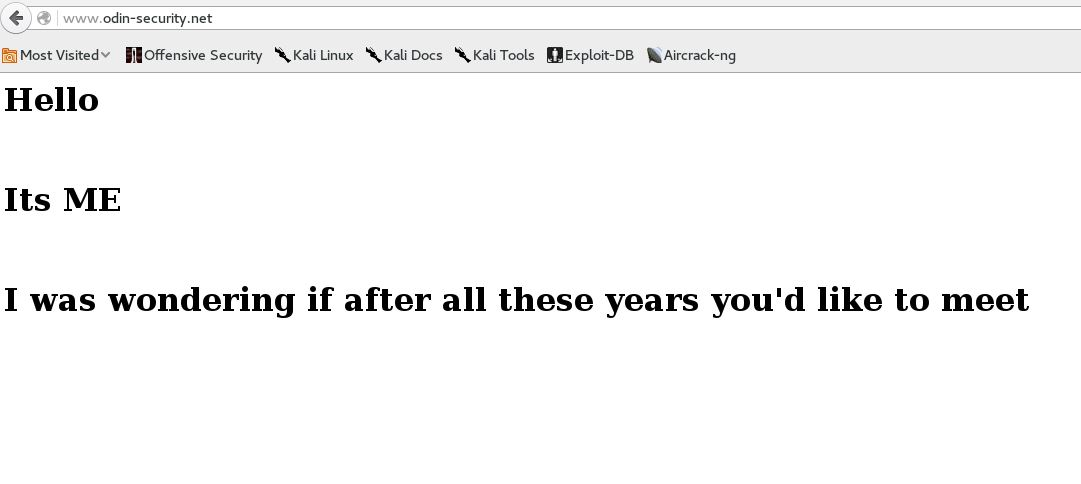 www.odin-security.net
Most Visited Offensive Security Kali Linux Kali Docs Kali Tools Exploit-DB Aircrack-ng
Hello
Its ME
I was wondering if after all these years you'd like to meet